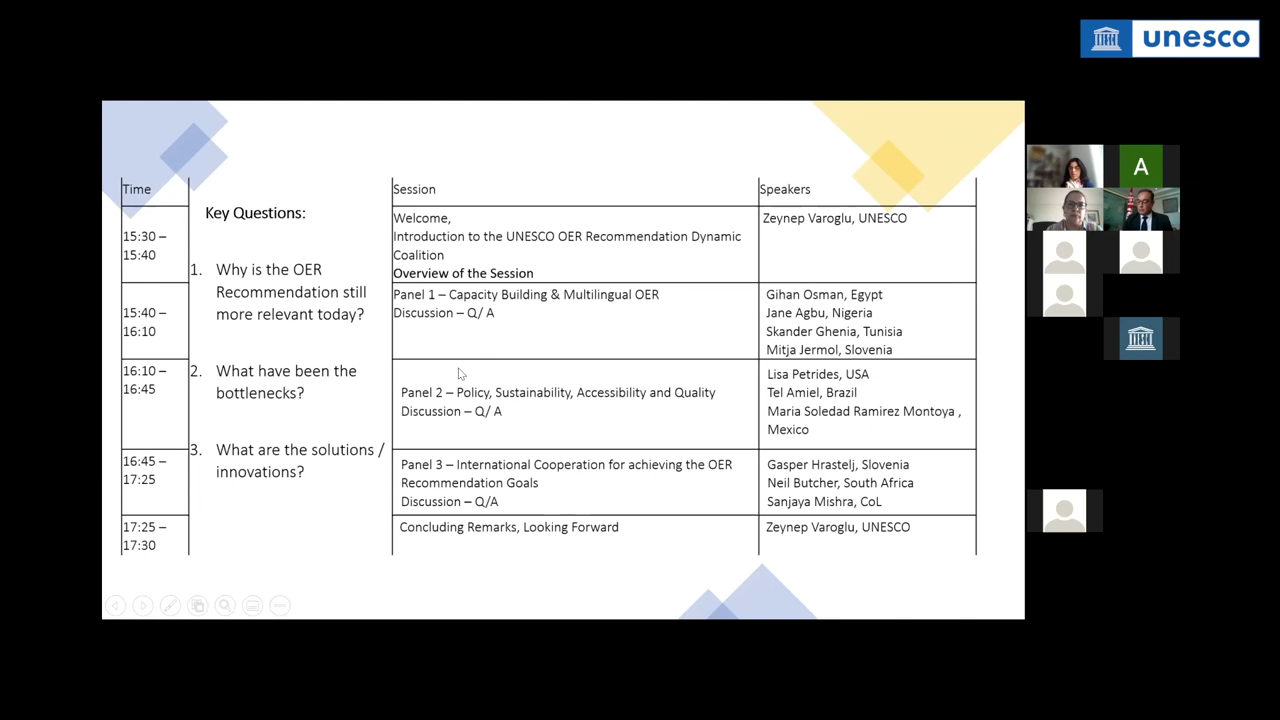 unesco
A
Time
Session
Speakers
Key Questions:
1. Why is the OER
Recommendation still
more relevant today?
2. What have been the
bottlenecks?
3. What are the solutions /
innovations?
15:30 –
15:40
Welcome,
Introduction to the UNESCO OER Recommendation Dynamic
Coalition
Overview of the Session
Zeynep Varoglu, UNESCO
15:40 –
16:10
Panel 1 – Capacity Building & Multilingual OER
Discussion – Q/ A
Gihan Osman, Egypt
Jane Agbu, Nigeria
Skander Ghenia, Tunisia
Mitja Jermol, Slovenia
16:10 –
16:45
Panel 2 – Policy, Sustainability, Accessibility and Quality
Discussion – Q/ A
Lisa Petrides, USA
Tel Amiel, Brazil
Maria Soledad Ramirez Montoya ,
Mexico
16:45 –
17:25
Panel 3 – International Cooperation for achieving the OER
Recommendation Goals
Discussion – Q/A
Gasper Hrastelj, Slovenia
Neil Butcher, South Africa
Sanjaya Mishra, CoL
17:25 –
17:30
Concluding Remarks, Looking Forward
Zeynep Varoglu, UNESCO